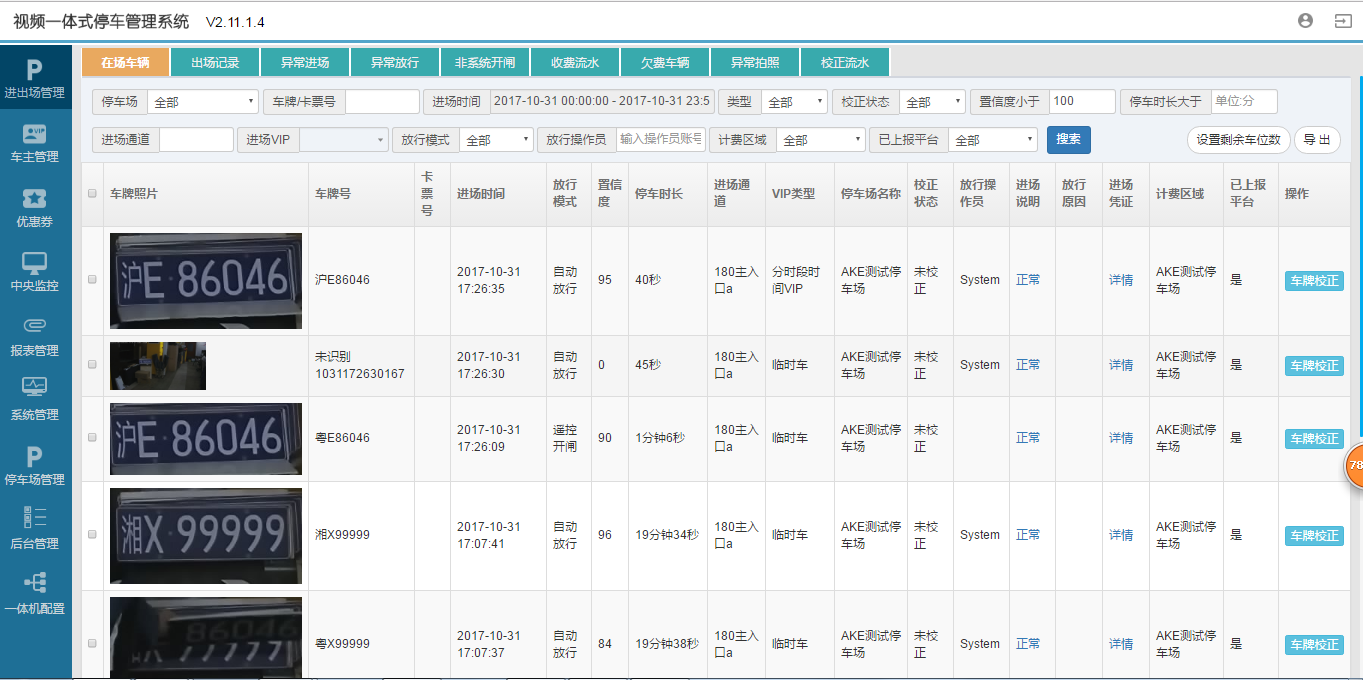 视频一体式停车管理系统 V2.11.1.4
进出场管理
车主管理
优惠券
中央监控
报表管理
系统管理
停车场管理
后台管理
一体机配置
在场车辆 出场记录 异常进场 异常放行 非系统开闸 收费流水 欠费车辆 异常拍照 校正流水
停车场 全部 车牌/卡票号 进场时间 2017-10-31 00:00:00 - 2017-10-31 23:5 类型 全部 校正状态 全部 置信度小于 100 停车时长大于 单位:分
进场通道 进场VIP 放行模式 全部 放行操作员 输入操作员账号 计费区域 全部 已上报平台 全部 搜索 设置剩余车位数 导 出
车牌照片 车牌号 卡票号 进场时间 放行模式 置信度 停车时长 进场通道 VIP类型 停车场名称 校正状态 放行操作员 进场说明 放行原因 进场凭证 计费区域 已上报平台 操作
沪E·86046 沪E86046 2017-10-31 17:26:35 自动放行 95 40秒 180主入口a 分时段时间VIP AKE测试停车场 未校正 System 正常 详情 AKE测试停车场 是 车牌校正
未识别1031172630167 2017-10-31 17:26:30 自动放行 0 45秒 180主入口a 临时车 AKE测试停车场 未校正 System 正常 详情 AKE测试停车场 是 车牌校正
沪E·86046 粤E86046 2017-10-31 17:26:09 遥控开闸 90 1分钟6秒 180主入口a 临时车 AKE测试停车场 未校正 正常 详情 AKE测试停车场 是 车牌校正
湘X·99999 湘X99999 2017-10-31 17:07:41 自动放行 96 19分钟34秒 180主入口a 临时车 AKE测试停车场 未校正 System 正常 详情 AKE测试停车场 是 车牌校正
86046 粤X99999 2017-10-31 17:07:37 自动放行 84 19分钟38秒 180主入口a 临时车 AKE测试停车场 未校正 System 正常 详情 AKE测试停车场 是 车牌校正
78